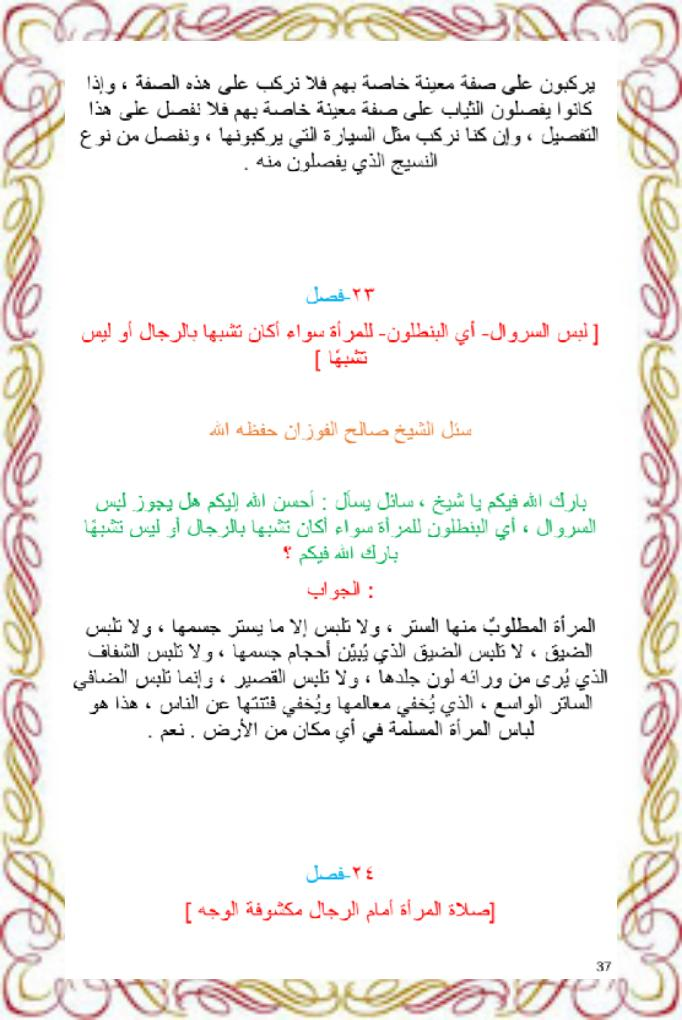 يركبون على صفة معينة خاصة بهم فلا نركب على هذه الصفة ، وإذا
كانوا يفصلون الثياب على صفة معينة خاصة بهم فلا نفصل على هذا
التفصيل ، وإن كنا نركب مثل السيارة التي يركبونها ، ونفصل من نوع
النسيج الذي يفصلون منه .
٢٣-فصل
[ لبس السروال- أي البنطلون- للمرأة سواء أكان تشبها بالرجال أو ليس
تشبهًا ]
سئل الشيخ صالح الفوزان حفظه الله
بارك الله فيكم يا شيخ ، سائل يسأل : أحسن الله إليكم هل يجوز لبس
السروال ، أي البنطلون للمرأة سواء أكان تشبها بالرجال أو ليس تشبهًا
بارك الله فيكم ؟
: الجواب
المرأة المطلوبٌ منها الستر ، ولا تلبس إلا ما يستر جسمها ، ولا تلبس
الضيق ، لا تلبس الضيق الذي يُبيّن أحجام جسمها ، ولا تلبس الشفاف
الذي يُرى من ورائه لون جلدها ، ولا تلبس القصير ، وإنما تلبس الضافي
الساتر الواسع ، الذي يُخفي معالمها ويُخفي فتنتها عن الناس ، هذا هو
لباس المرأة المسلمة في أي مكان من الأرض . نعم .
٢٤-فصل
[صلاة المرأة أمام الرجال مكشوفة الوجه ]
37